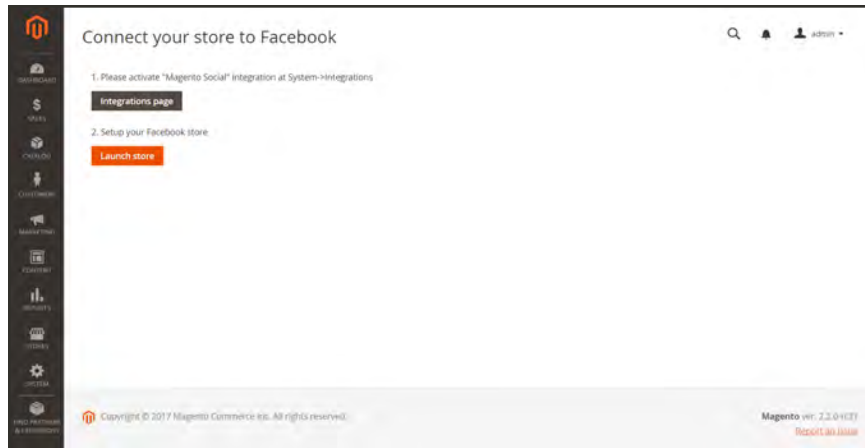 Connect your store to Facebook
admin
1. Please activate "Magento Social" integration at System->Integrations
Integrations page
2. Setup your Facebook store
Launch store
DASHBOARD
SALES
CATALOG
CUSTOMERS
MARKETING
CONTENT
REPORTS
STORES
SYSTEM
FIND PARTNERS
& EXTENSIONS
Copyright © 2017 Magento Commerce Inc. All rights reserved.
Magento ver. 2.2.0 (CE)
Report an Issue